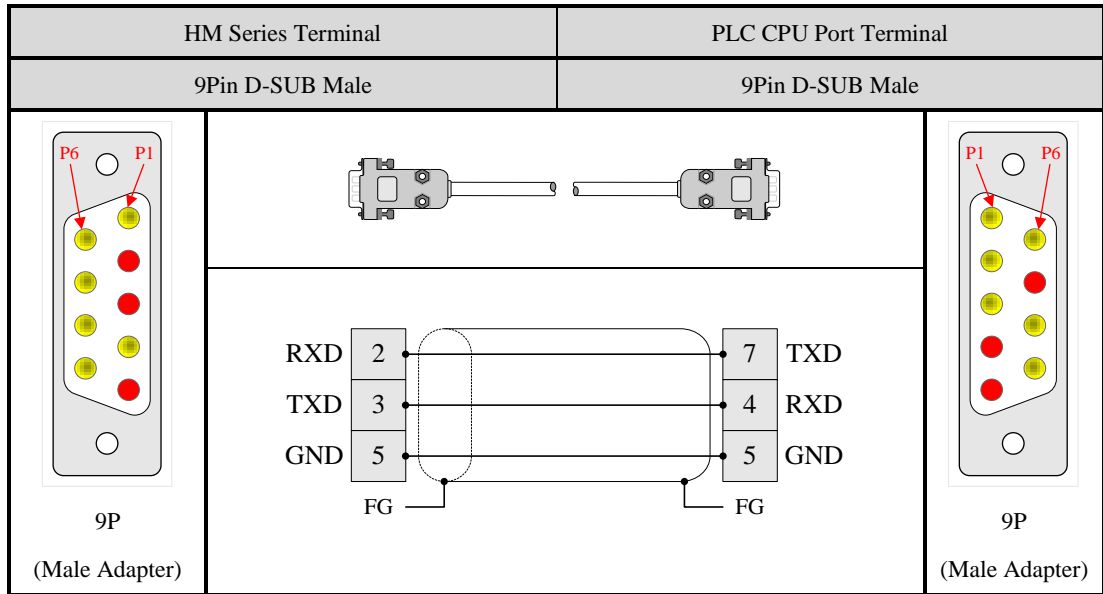 HM Series Terminal
PLC CPU Port Terminal
9Pin D-SUB Male
9Pin D-SUB Male
P6
P1
9P
(Male Adapter)
RXD 2
7 TXD
TXD 3
4 RXD
GND 5
5 GND
FG
FG
P1
P6
9P
(Male Adapter)